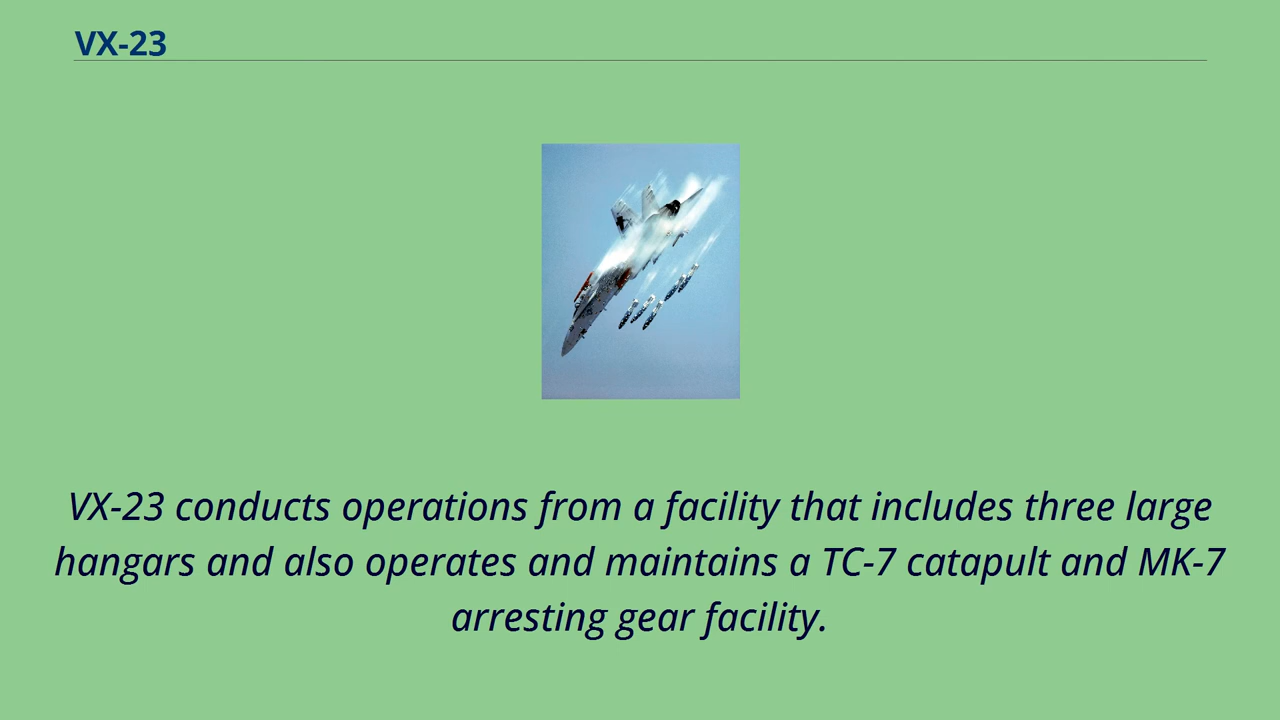 VX-23
VX-23 conducts operations from a facility that includes three large
hangars and also operates and maintains a TC-7 catapult and MK-7
arresting gear facility.